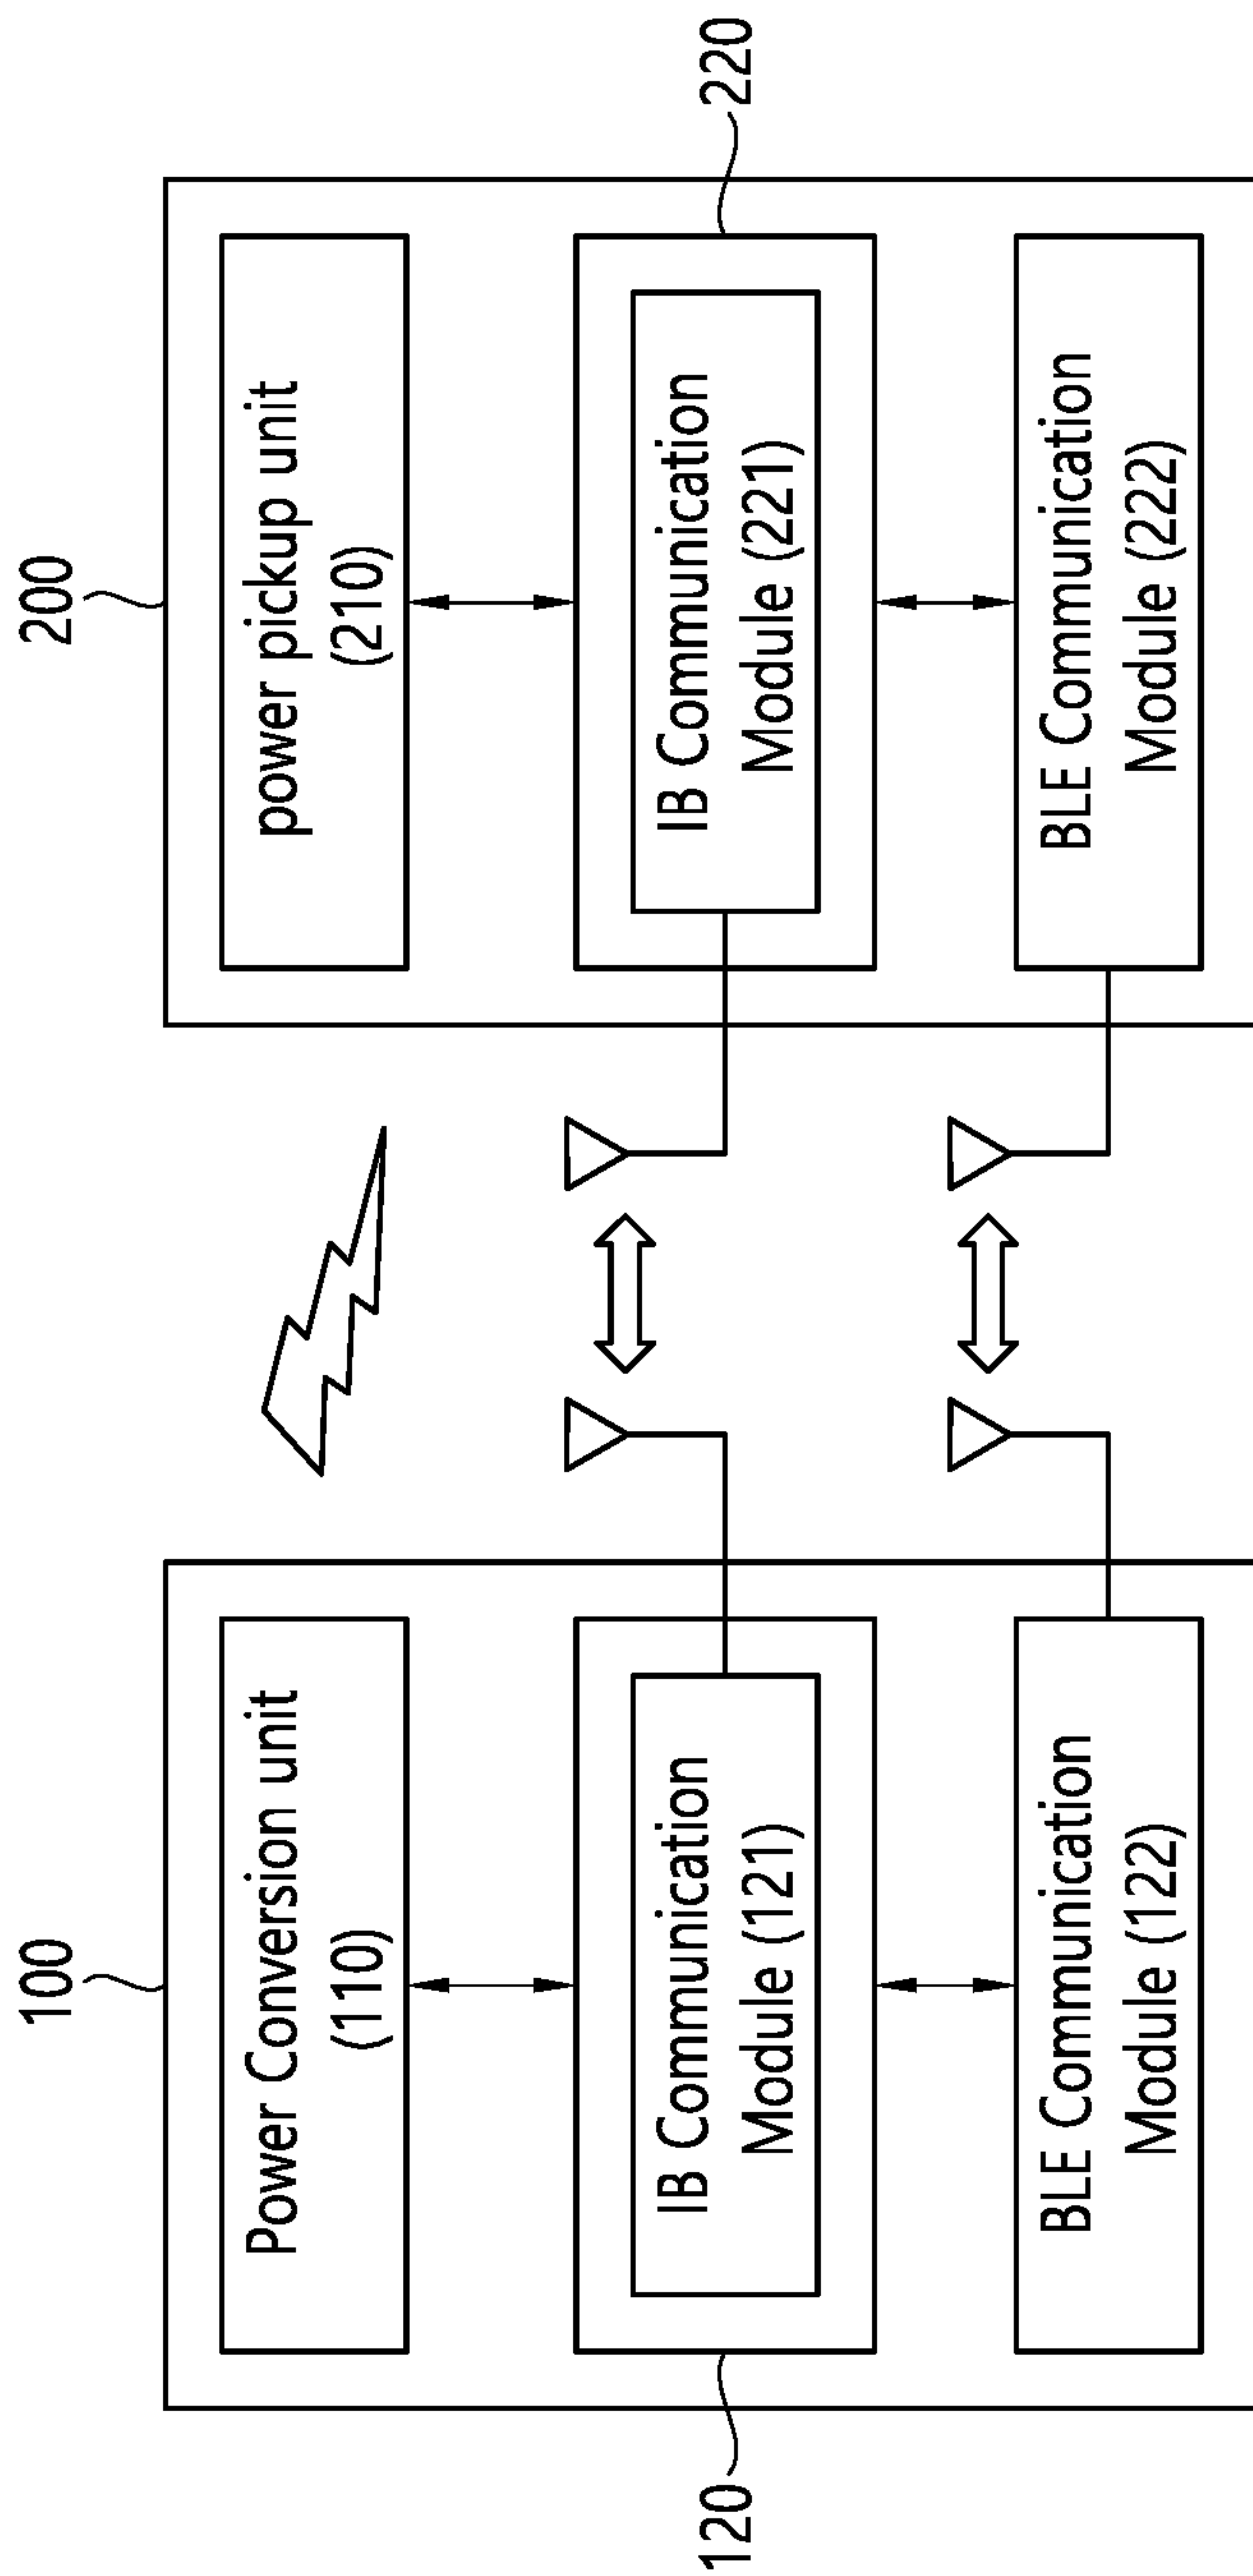 100
200
Power Conversion unit
(110)
power pickup unit
(210)
IB Communication
Module (121)
IB Communication
Module (221)
120
220
BLE Communication
Module (122)
BLE Communication
Module (222)